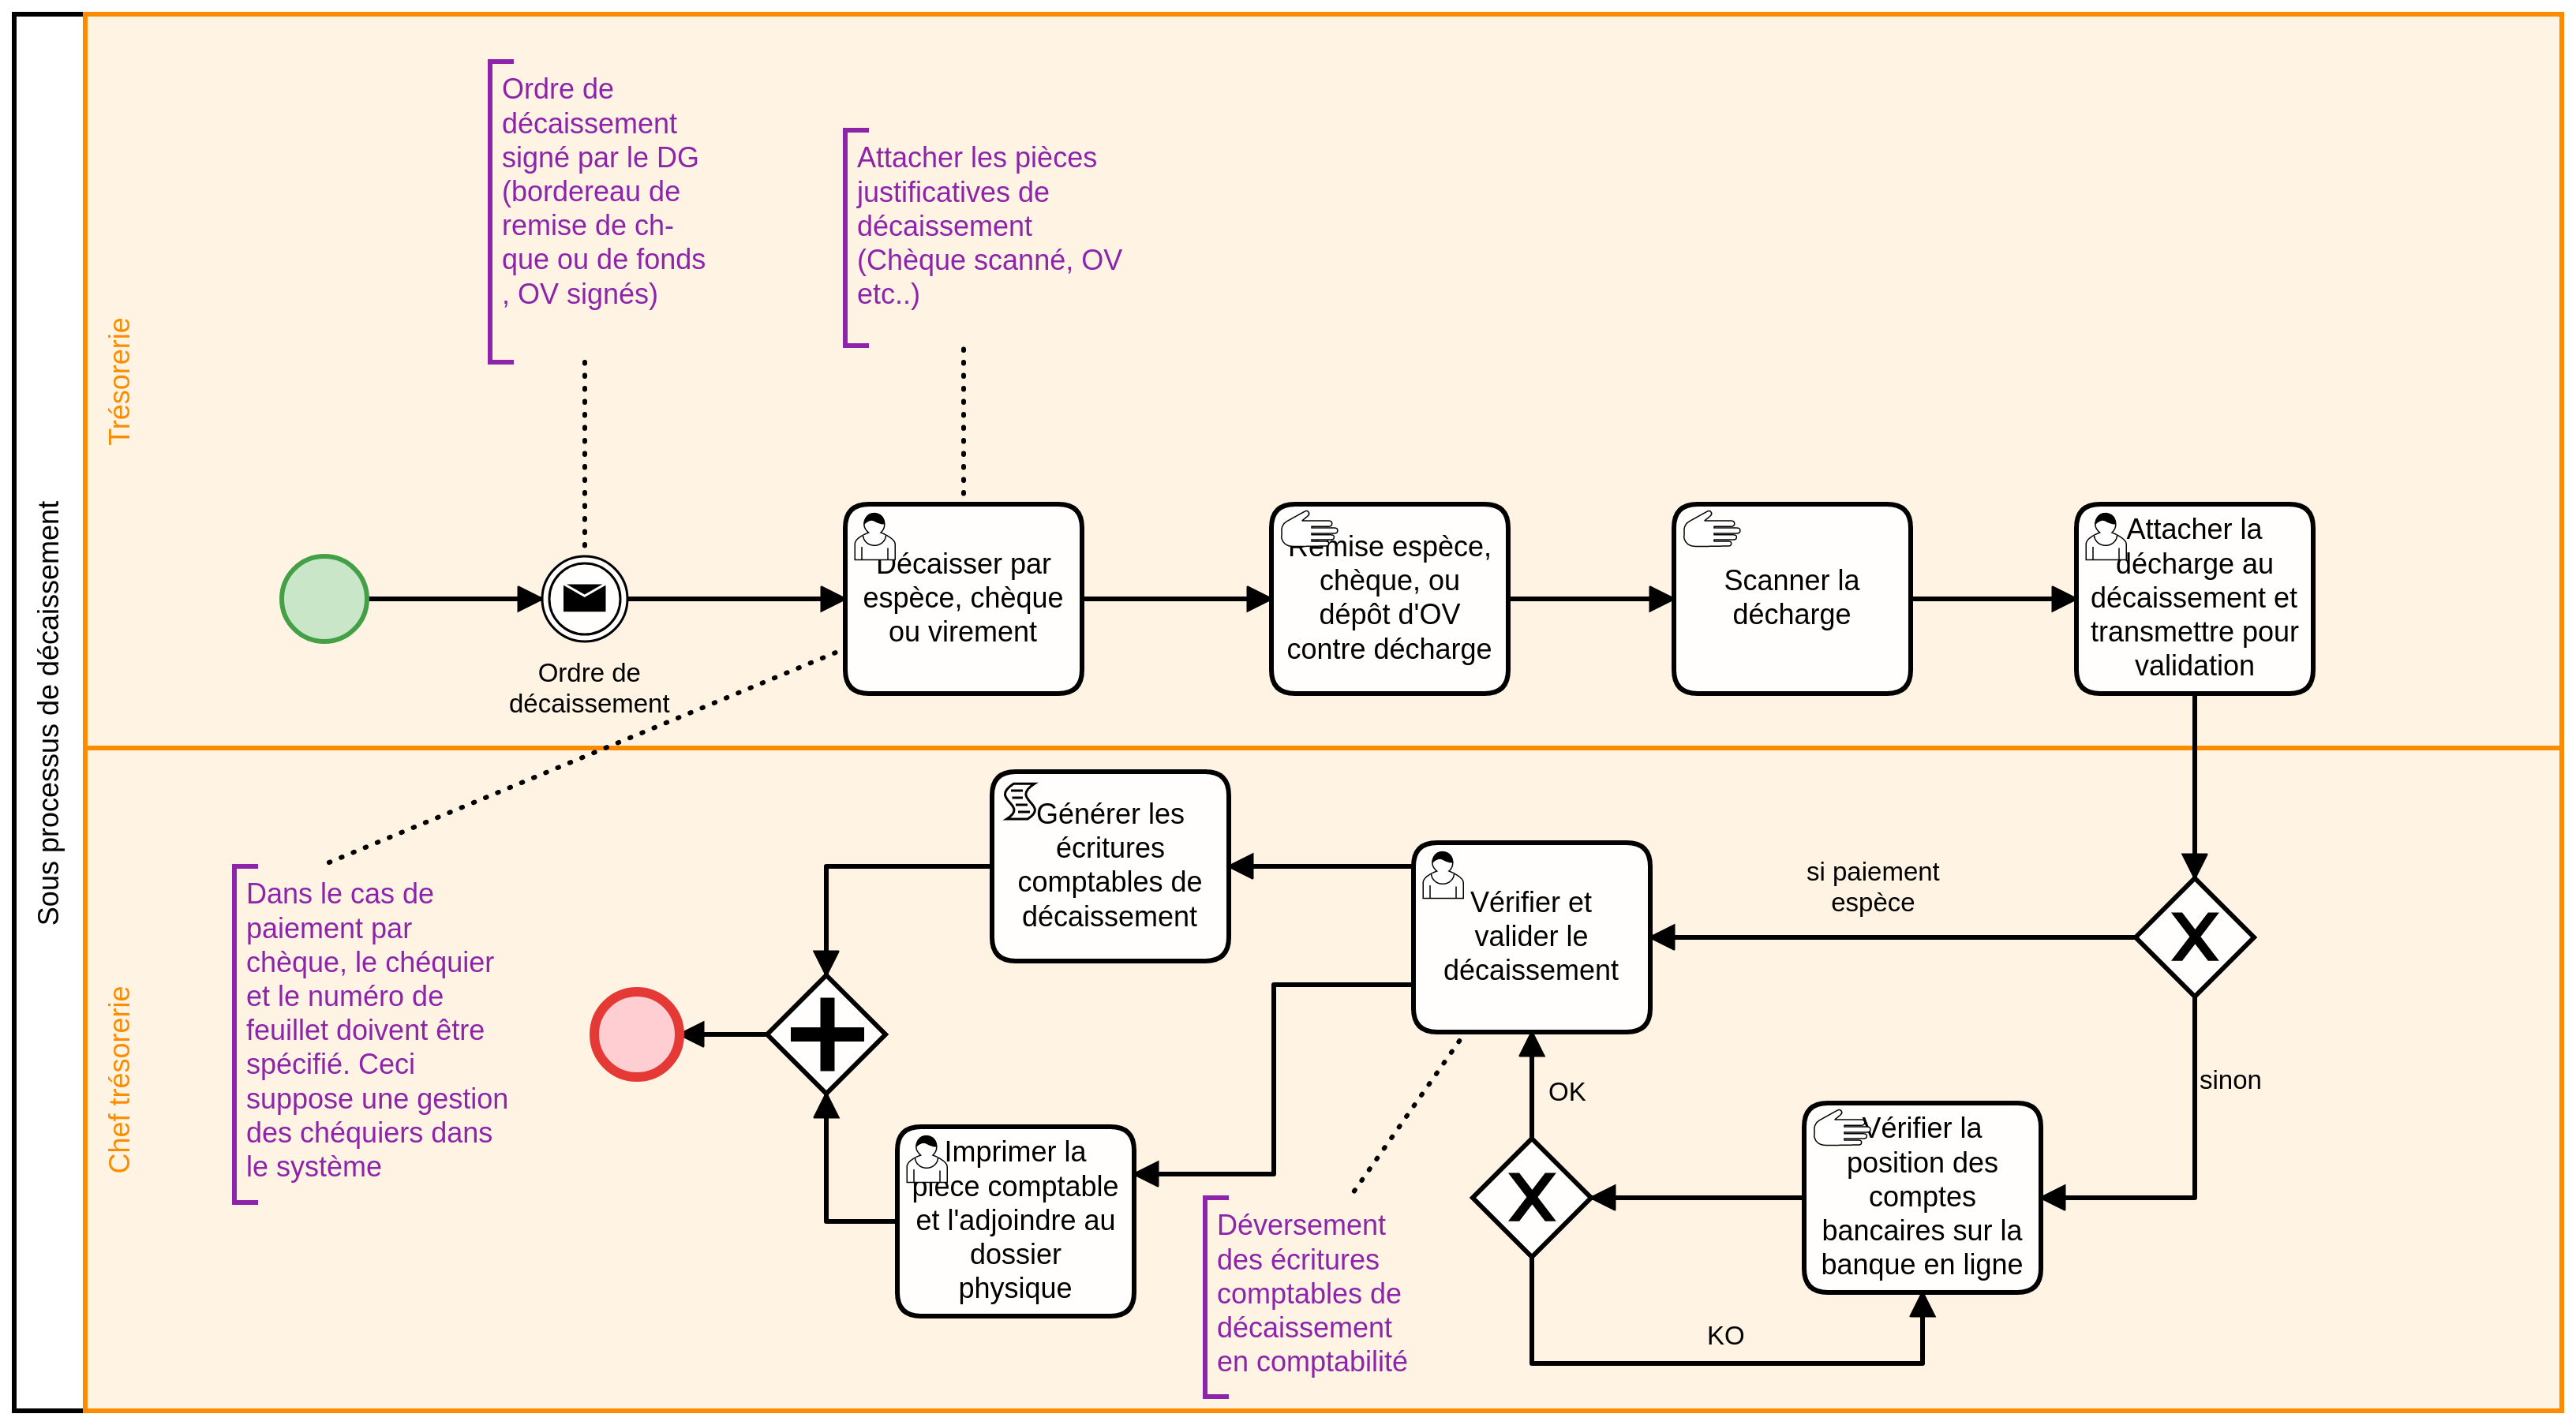 Sous processus de décaissement
Trésorerie
Ordre de
décaissement
signé par le DG
(bordereau de
remise de ch-
que ou de fonds
, OV signés)
Attacher les pièces
justificatives de
décaissement
(Chèque scanné, OV
etc..)
Ordre de
décaissement
Décaisser par
espèce, chèque
ou virement
Remise espèce,
chèque, ou
dépôt d'OV
contre décharge
Scanner la
décharge
Attacher la
décharge au
décaissement et
transmettre pour
validation
Chef trésorerie
Dans le cas de
paiement par
chèque, le chéquier
et le numéro de
feuillet doivent être
spécifié. Ceci
suppose une gestion
des chéquiers dans
le système
Générer les
écritures
comptables de
décaissement
Vérifier et
valider le
décaissement
si paiement
espèce
X
sinon
OK
Vérifier la
position des
comptes
bancaires sur la
banque en ligne
X
KO
Imprimer la
pièce comptable
et l'adjoindre au
dossier
physique
Déversement
des écritures
comptables de
décaissement
en comptabilité